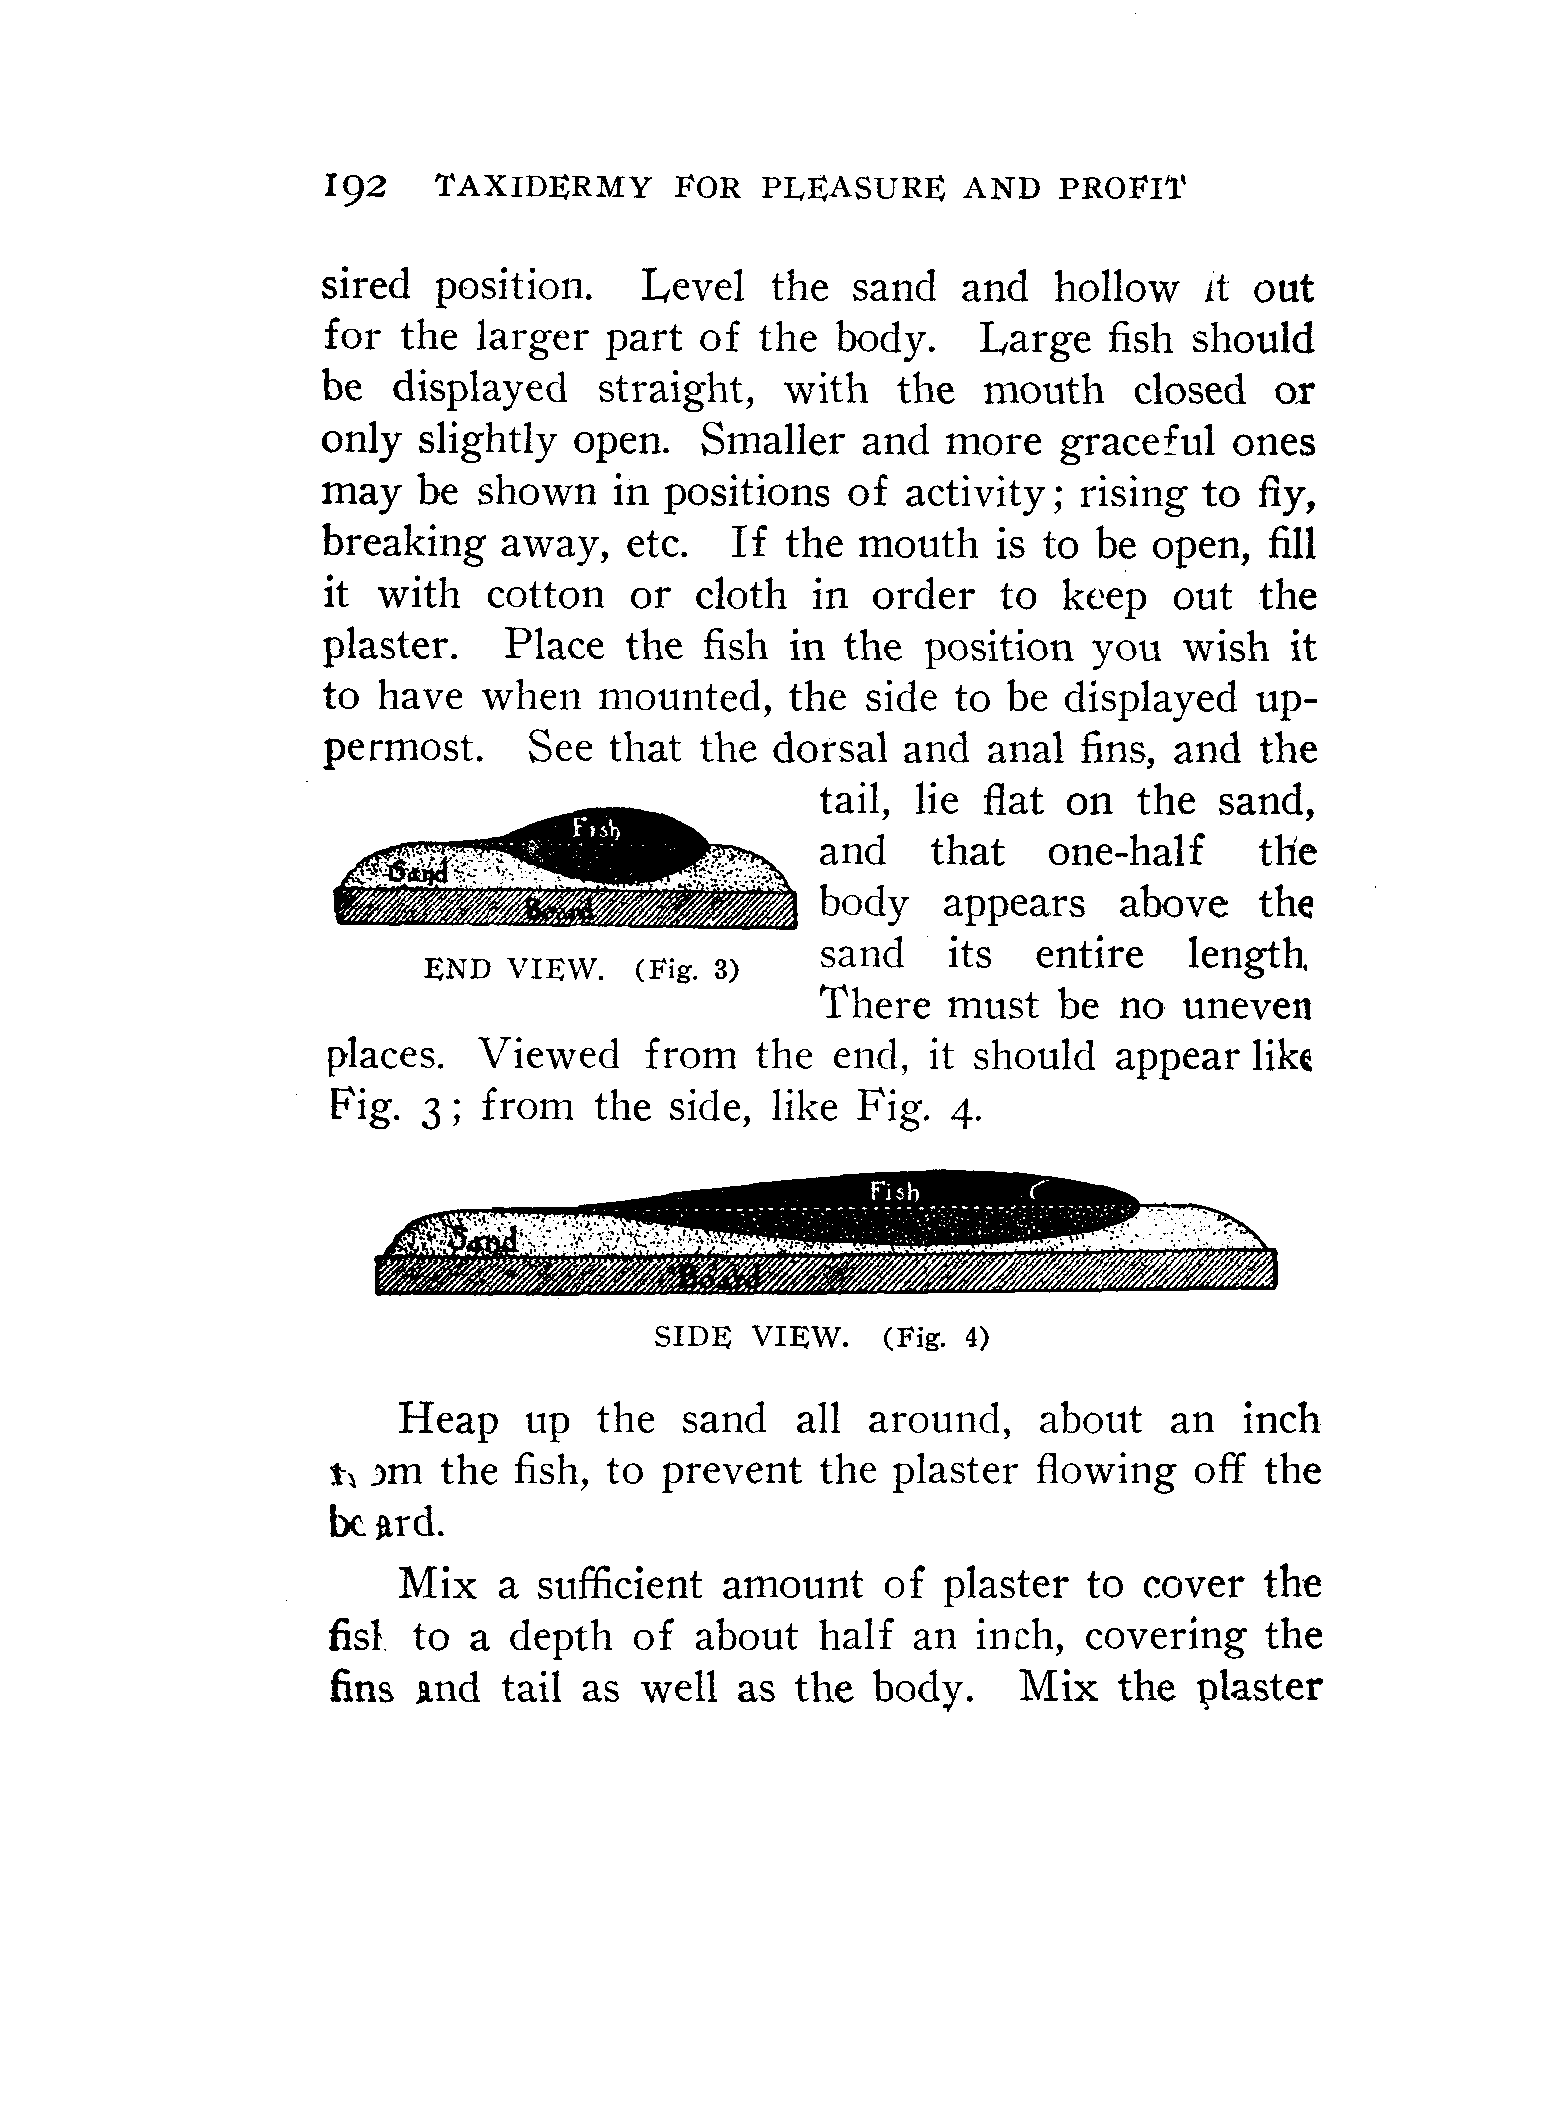 192 TAXIDERMY FOR PLEASURE AND PROFIT
sired position. Level the sand and hollow it out
for the larger part of the body. Large fish should
be displayed straight, with the mouth closed or
only slightly open. Smaller and more graceful ones
may be shown in positions of activity; rising to fly,
breaking away, etc. If the mouth is to be open, fill
it with cotton or cloth in order to keep out the
plaster. Place the fish in the position you wish it
to have when mounted, the side to be displayed up-
permost. See that the dorsal and anal fins, and the
Fish
Sand
Board
END VIEW. (Fig. 3)
tail, lie flat on the sand,
and that one-half the
body appears above the
sand its entire length.
There must be no uneven
places. Viewed from the end, it should appear like
Fig. 3; from the side, like Fig. 4.
Fish
Sand
Board
SIDE VIEW. (Fig. 4)
Heap up the sand all around, about an inch
from the fish, to prevent the plaster flowing off the
board.
Mix a sufficient amount of plaster to cover the
fish to a depth of about half an inch, covering the
fins and tail as well as the body. Mix the plaster